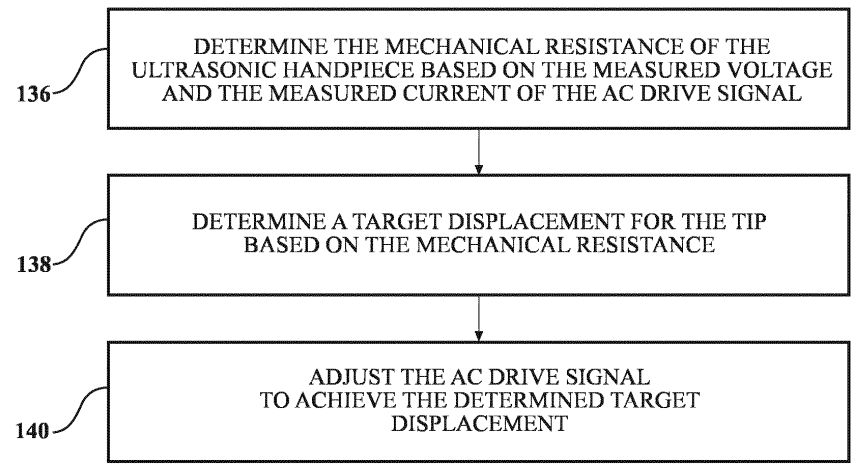 DETERMINE THE MECHANICAL RESISTANCE OF THE
ULTRASONIC HANDPIECE BASED ON THE MEASURED VOLTAGE
AND THE MEASURED CURRENT OF THE AC DRIVE SIGNAL
136
DETERMINE A TARGET DISPLACEMENT FOR THE TIP
BASED ON THE MECHANICAL RESISTANCE
138
ADJUST THE AC DRIVE SIGNAL
TO ACHIEVE THE DETERMINED TARGET
DISPLACEMENT
140